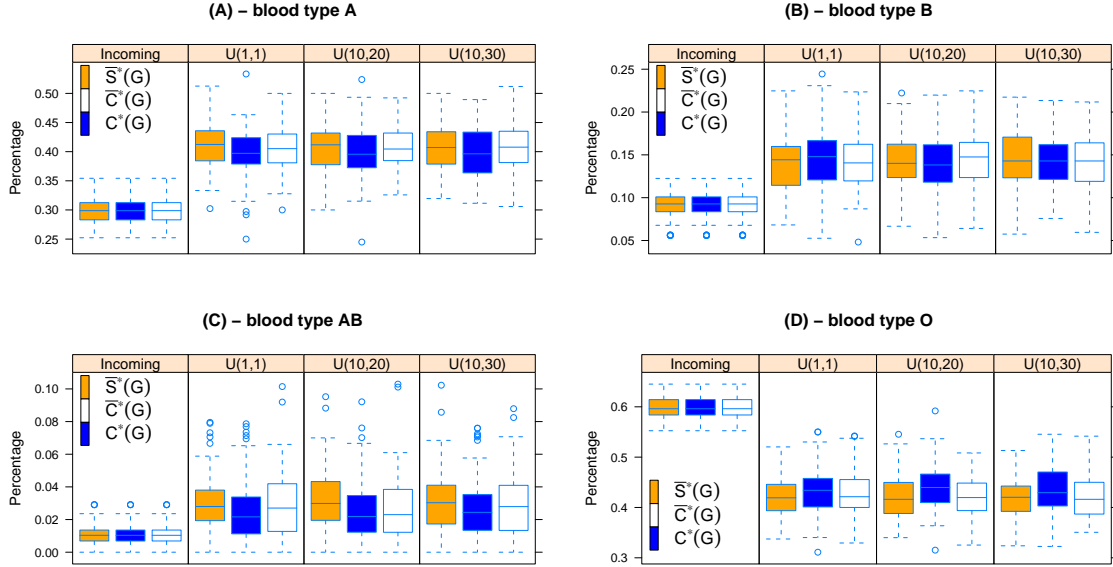 (A) – blood type A
Incoming U(1,1) U(10,20) U(10,30)
S̅*(G)
C̅*(G)
C*(G)
Percentage
0.50
0.40
0.30
0.25
(B) – blood type B
Incoming U(1,1) U(10,20) U(10,30)
S̅*(G)
C̅*(G)
C*(G)
Percentage
0.25
0.20
0.15
0.10
0.05
(C) – blood type AB
Incoming U(1,1) U(10,20) U(10,30)
S̅*(G)
C̅*(G)
C*(G)
Percentage
0.10
0.08
0.06
0.04
0.02
0.00
(D) – blood type O
Incoming U(1,1) U(10,20) U(10,30)
S̅*(G)
C̅*(G)
C*(G)
Percentage
0.6
0.5
0.4
0.3